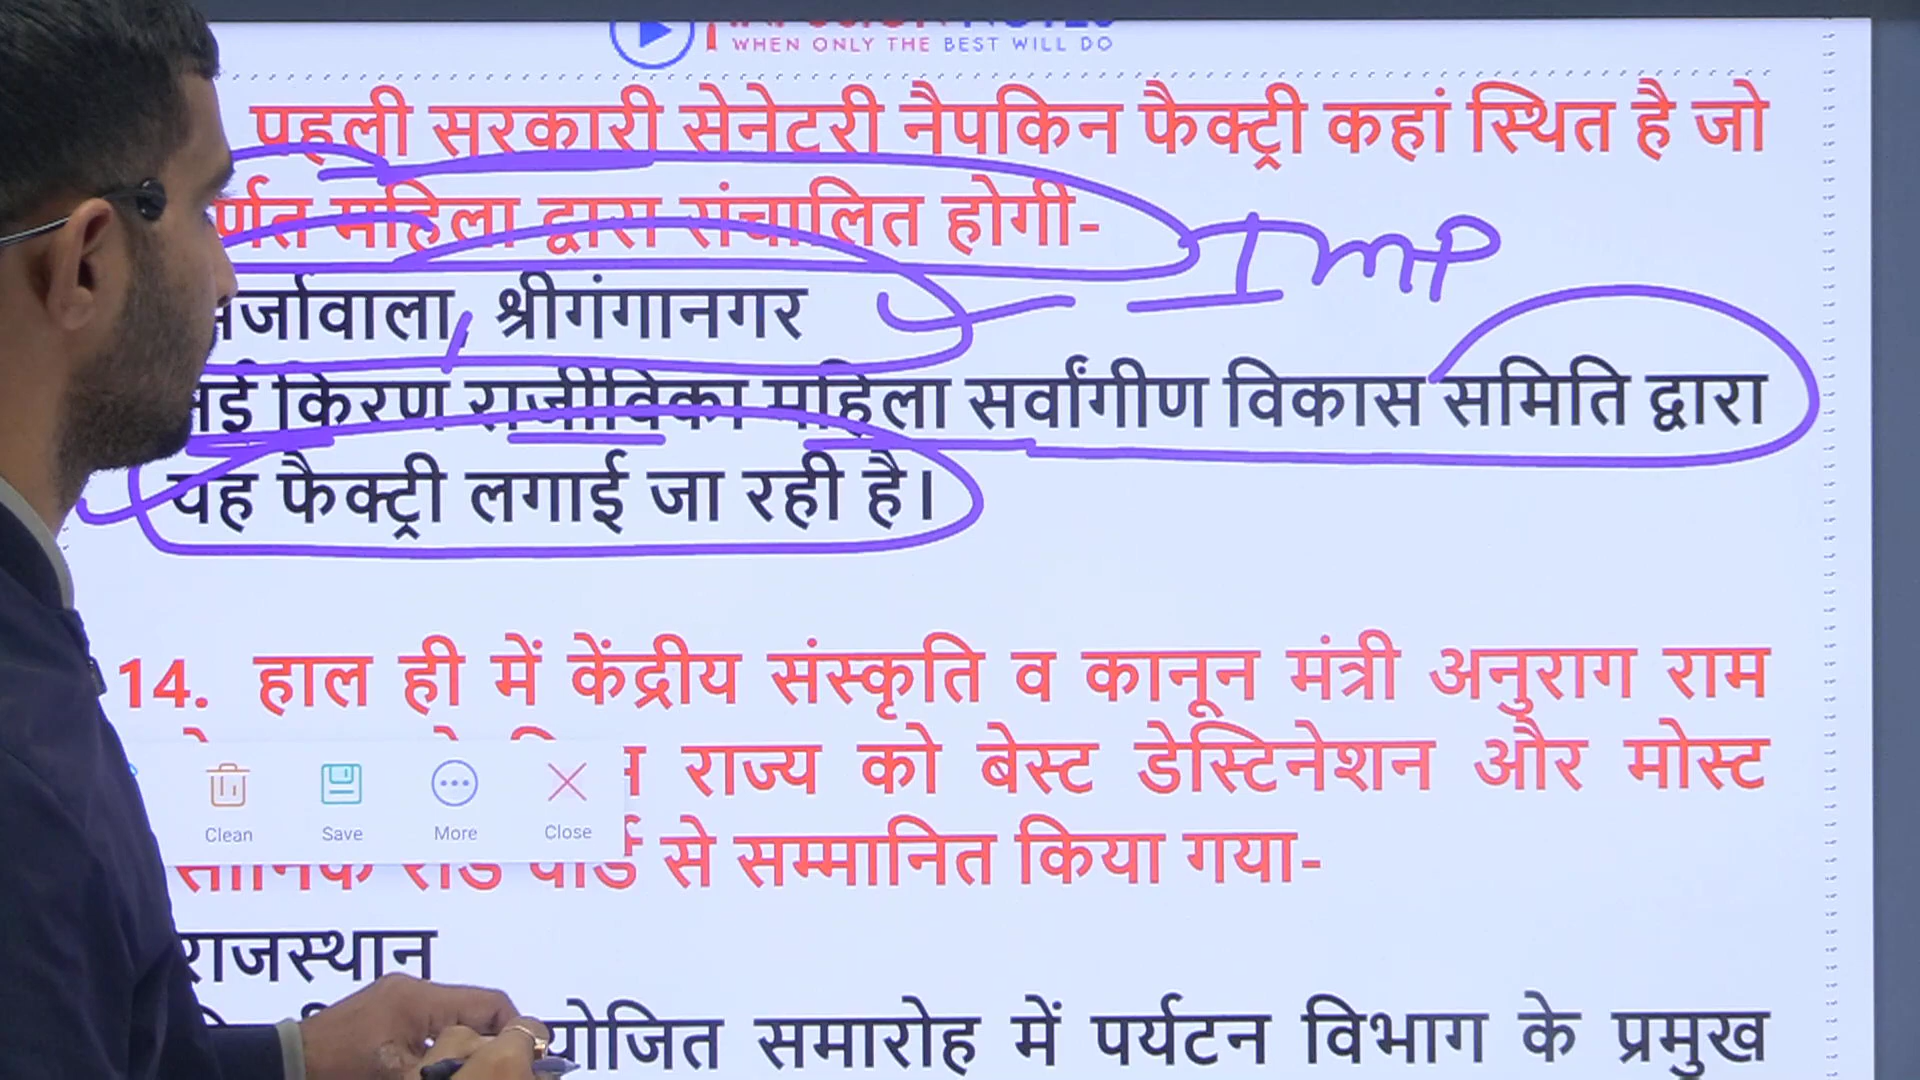 WHEN ONLY THE BEST WILL DO
पहली सरकारी सेनेटरी नैपकिन फैक्ट्री कहां स्थित है जो
महिला द्वारा संचालित होगी-
IMP
श्रीगंगानगर
किरण राजीविका महिला सर्वांगीण विकास समिति द्वारा
यह फैक्ट्री लगाई जा रही है।
14. हाल ही में केंद्रीय संस्कृति व कानून मंत्री अनुराग राम
राज्य को बेस्ट डेस्टिनेशन और मोस्ट
से सम्मानित किया गया-
Clean
Save
More
Close
राजस्थान
समारोह में पर्यटन विभाग के प्रमुख